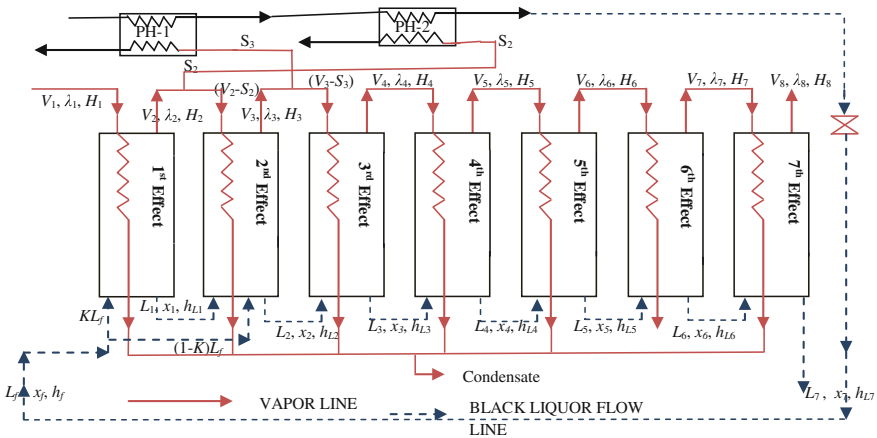 PH-1
PH-2
S3
S2
S2
V1, λ1, H1
V2, λ2, H2
(V2-S2)
V3, λ3, H3
(V3-S3)
V4, λ4, H4
V5, λ5, H5
V6, λ6, H6
V7, λ7, H7
V8, λ8, H8
1st Effect
2nd Effect
3rd Effect
4th Effect
5th Effect
6th Effect
7th Effect
KLf
L1, x1, hL1
(1-K)Lf
L2, x2, hL2
L3, x3, hL3
L4, x4, hL4
L5, x5, hL5
L6, x6, hL6
L7, x7, hL7
Condensate
Lf, xf, hf
VAPOR LINE
BLACK LIQUOR FLOW
LINE